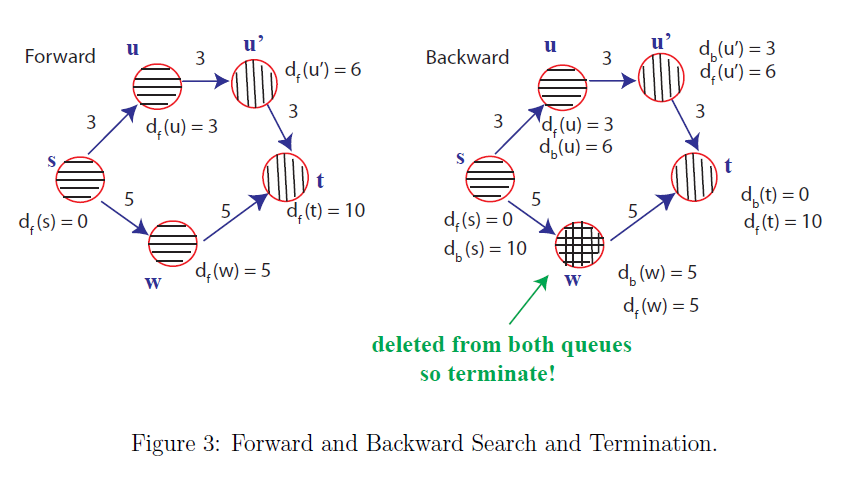 Forward
u
3
u’
d_f(u’) = 6
3
d_f(u) = 3
3
s
t
5
5
d_f(s) = 0
d_f(t) = 10
w
d_f(w) = 5
Backward
u
3
u’
d_b(u’) = 3
d_f(u’) = 6
3
3
d_f(u) = 3
d_b(u) = 6
s
t
5
5
d_b(t) = 0
d_f(t) = 10
d_f(s) = 0
d_b(s) = 10
w
d_b(w) = 5
d_f(w) = 5
deleted from both queues
so terminate!
Figure 3: Forward and Backward Search and Termination.